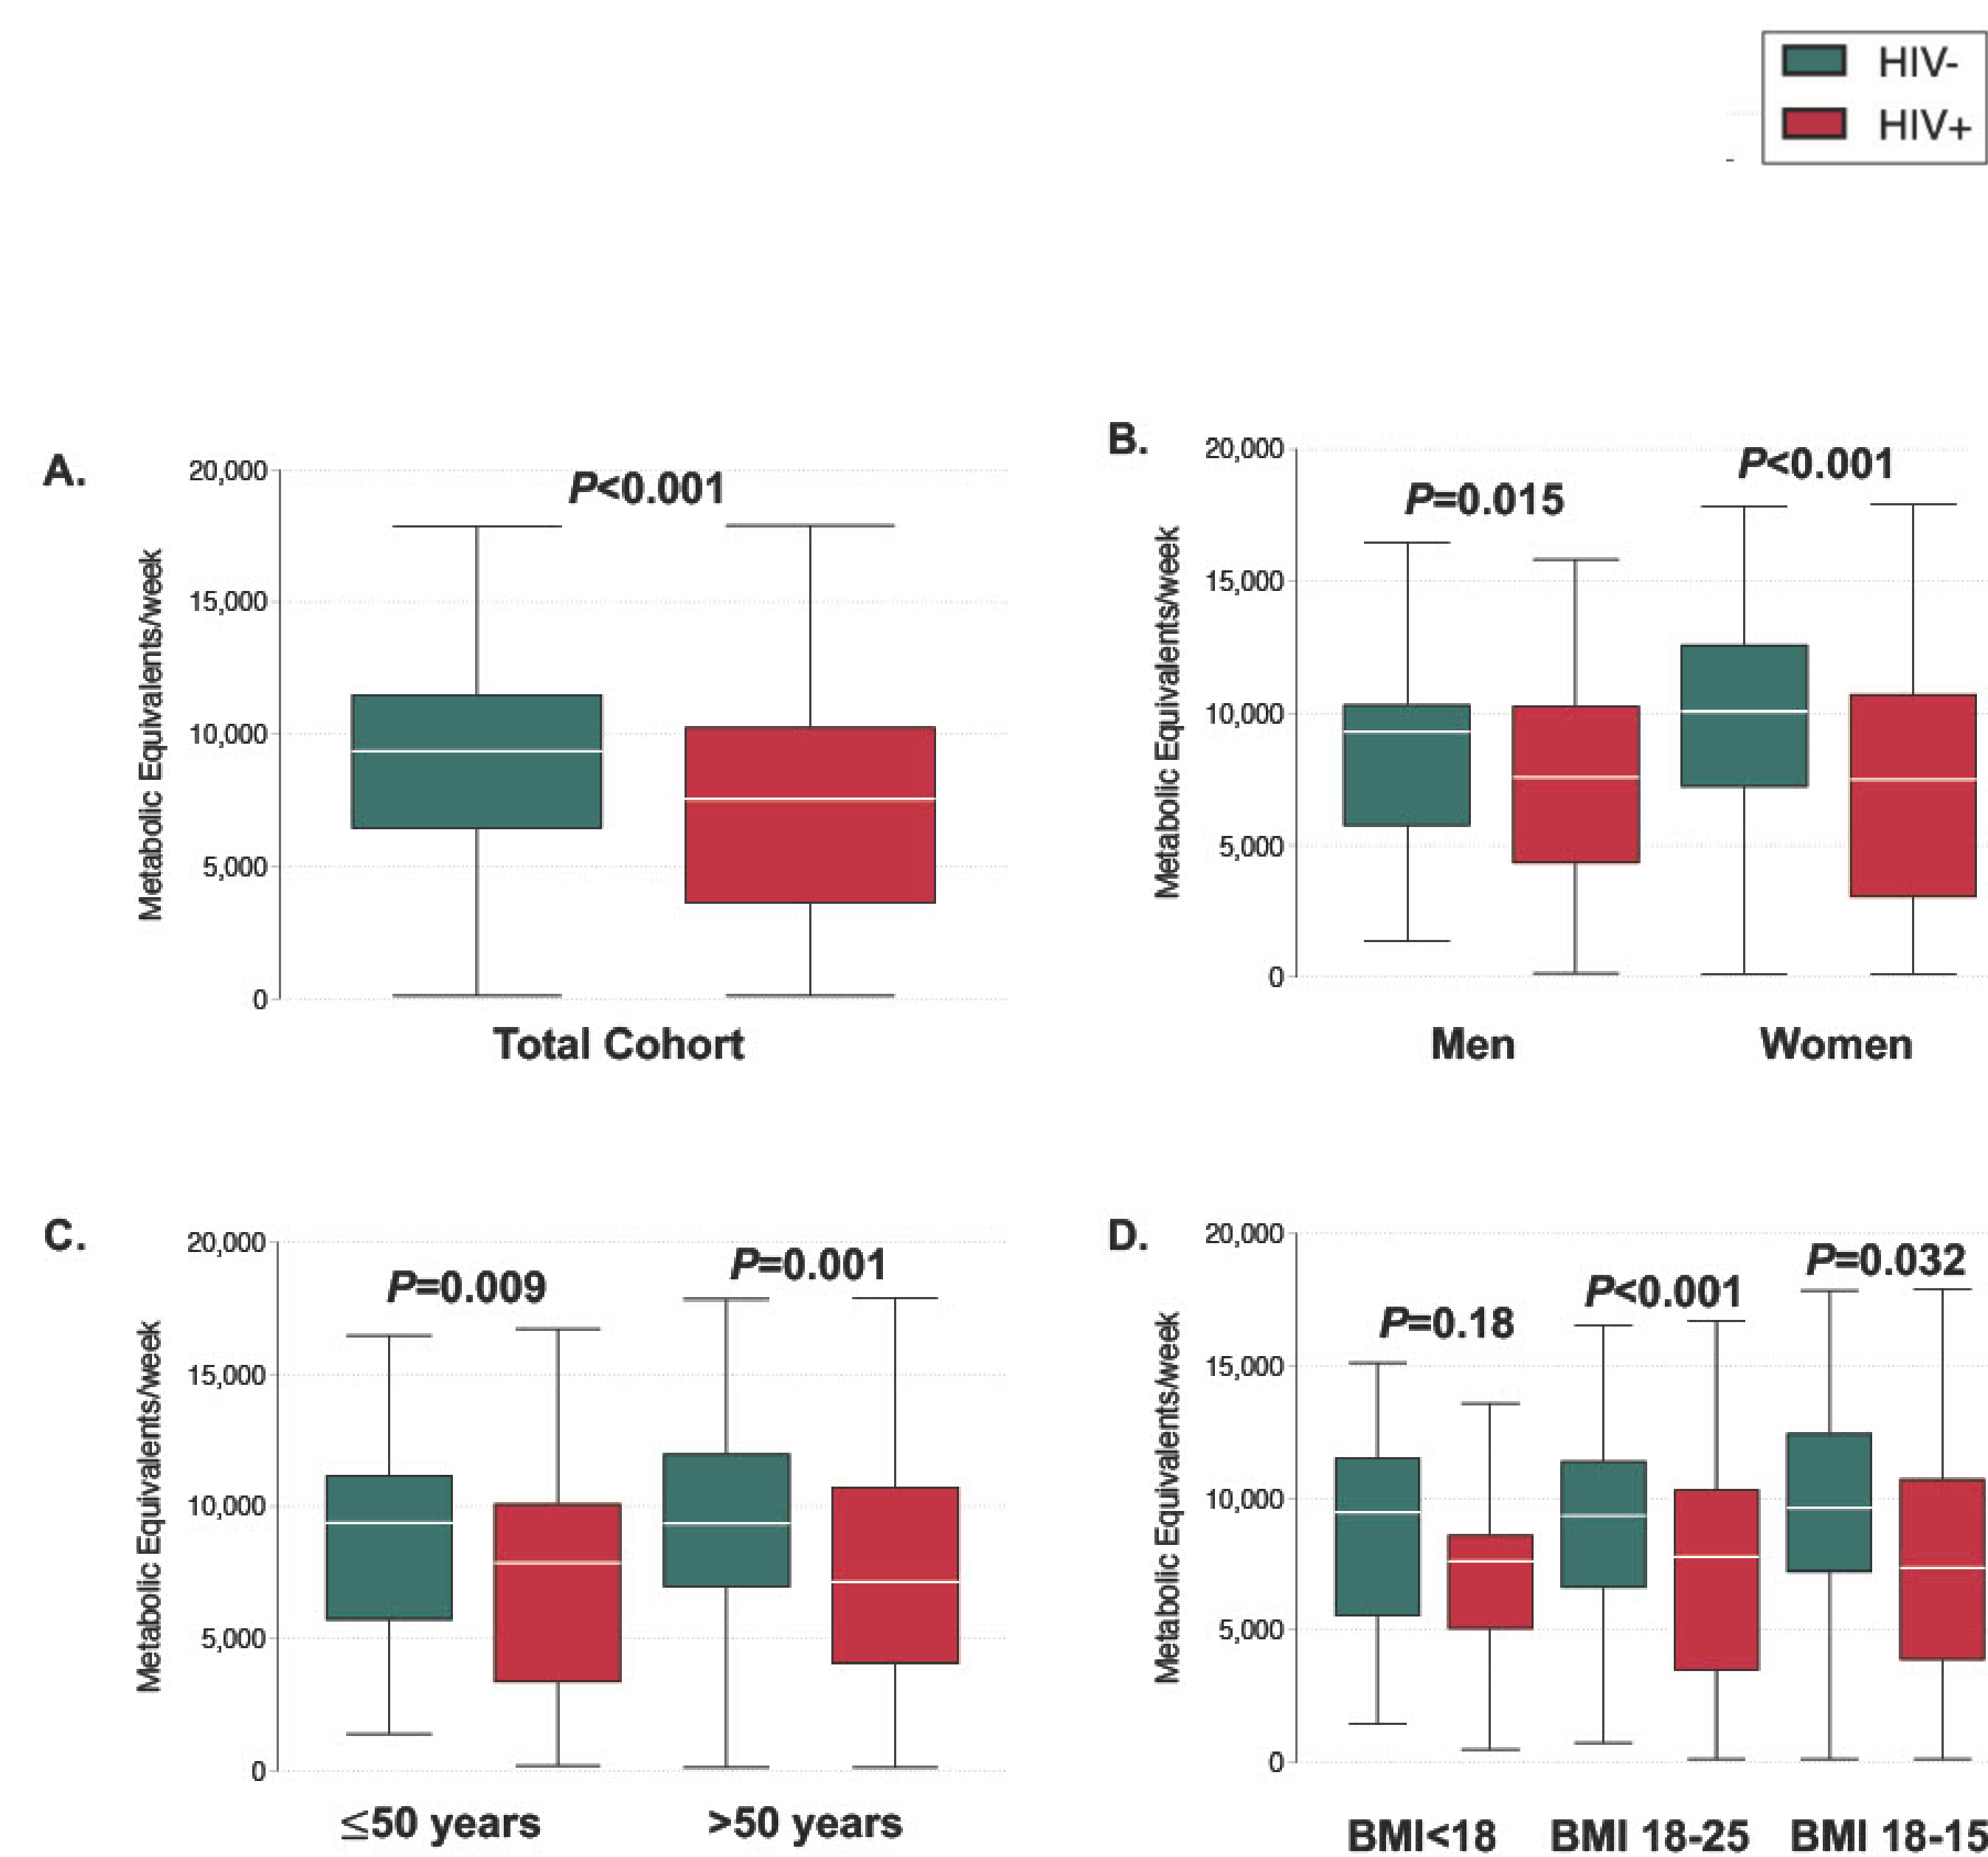 HIV-
HIV+
A.
P<0.001
20,000
15,000
10,000
5,000
0
Metabolic Equivalents/week
Total Cohort
B.
P=0.015
P<0.001
20,000
15,000
10,000
5,000
0
Metabolic Equivalents/week
Men
Women
C.
P=0.009
P=0.001
20,000
15,000
10,000
5,000
0
Metabolic Equivalents/week
≤50 years
>50 years
D.
P=0.18
P<0.001
P=0.032
20,000
15,000
10,000
5,000
0
Metabolic Equivalents/week
BMI<18
BMI 18-25
BMI 18-15